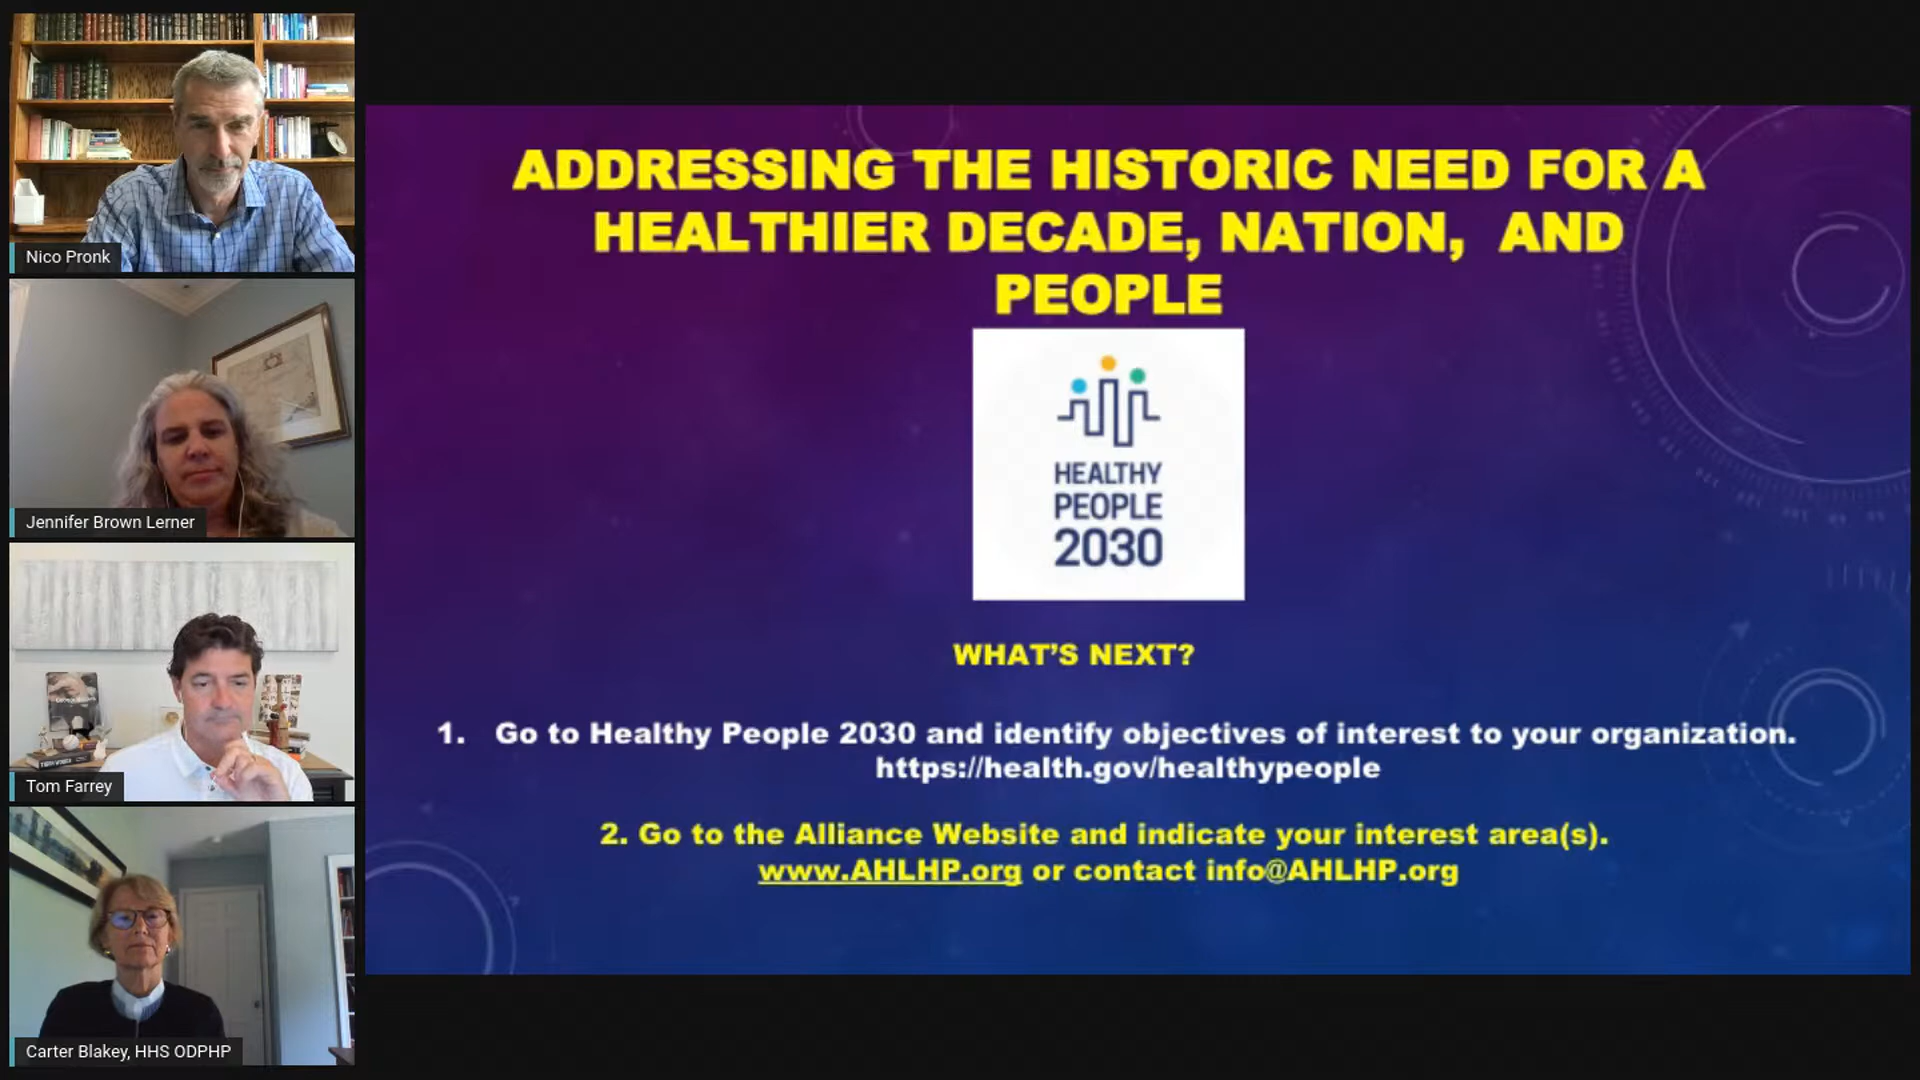 Nico Pronk
Jennifer Brown Lerner
Tom Farrey
Carter Blakey, HHS ODPHP
ADDRESSING THE HISTORIC NEED FOR A
HEALTHIER DECADE, NATION,  AND
PEOPLE
HEALTHY
PEOPLE
2030
WHAT’S NEXT?
1. Go to Healthy People 2030 and identify objectives of interest to your organization.
https://health.gov/healthypeople
2. Go to the Alliance Website and indicate your interest area(s).
www.AHLHP.org or contact info@AHLHP.org